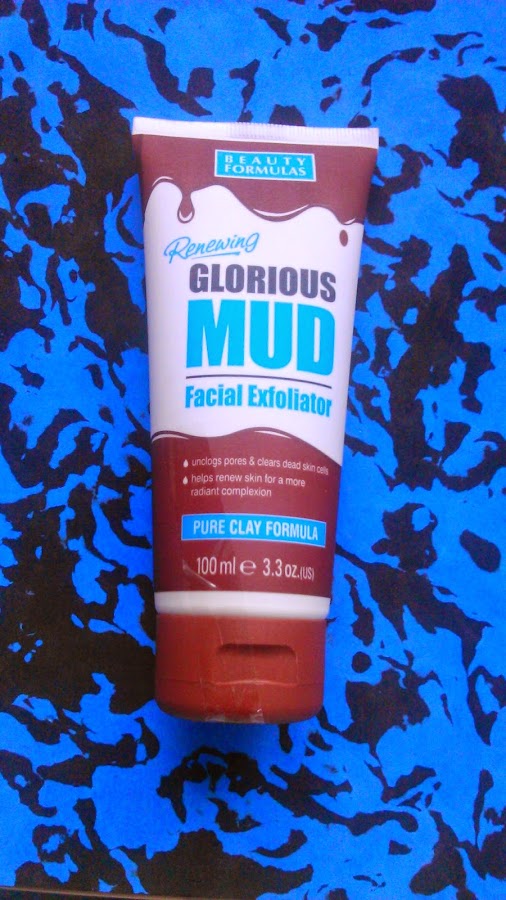 BEAUTY
FORMULAS
Renewing
GLORIOUS
MUD
Facial Exfoliator
unclogs pores & clears dead skin cells
helps renew skin for a more
radiant complexion
PURE CLAY FORMULA
100 ml ℮ 3.3 oz.(US)